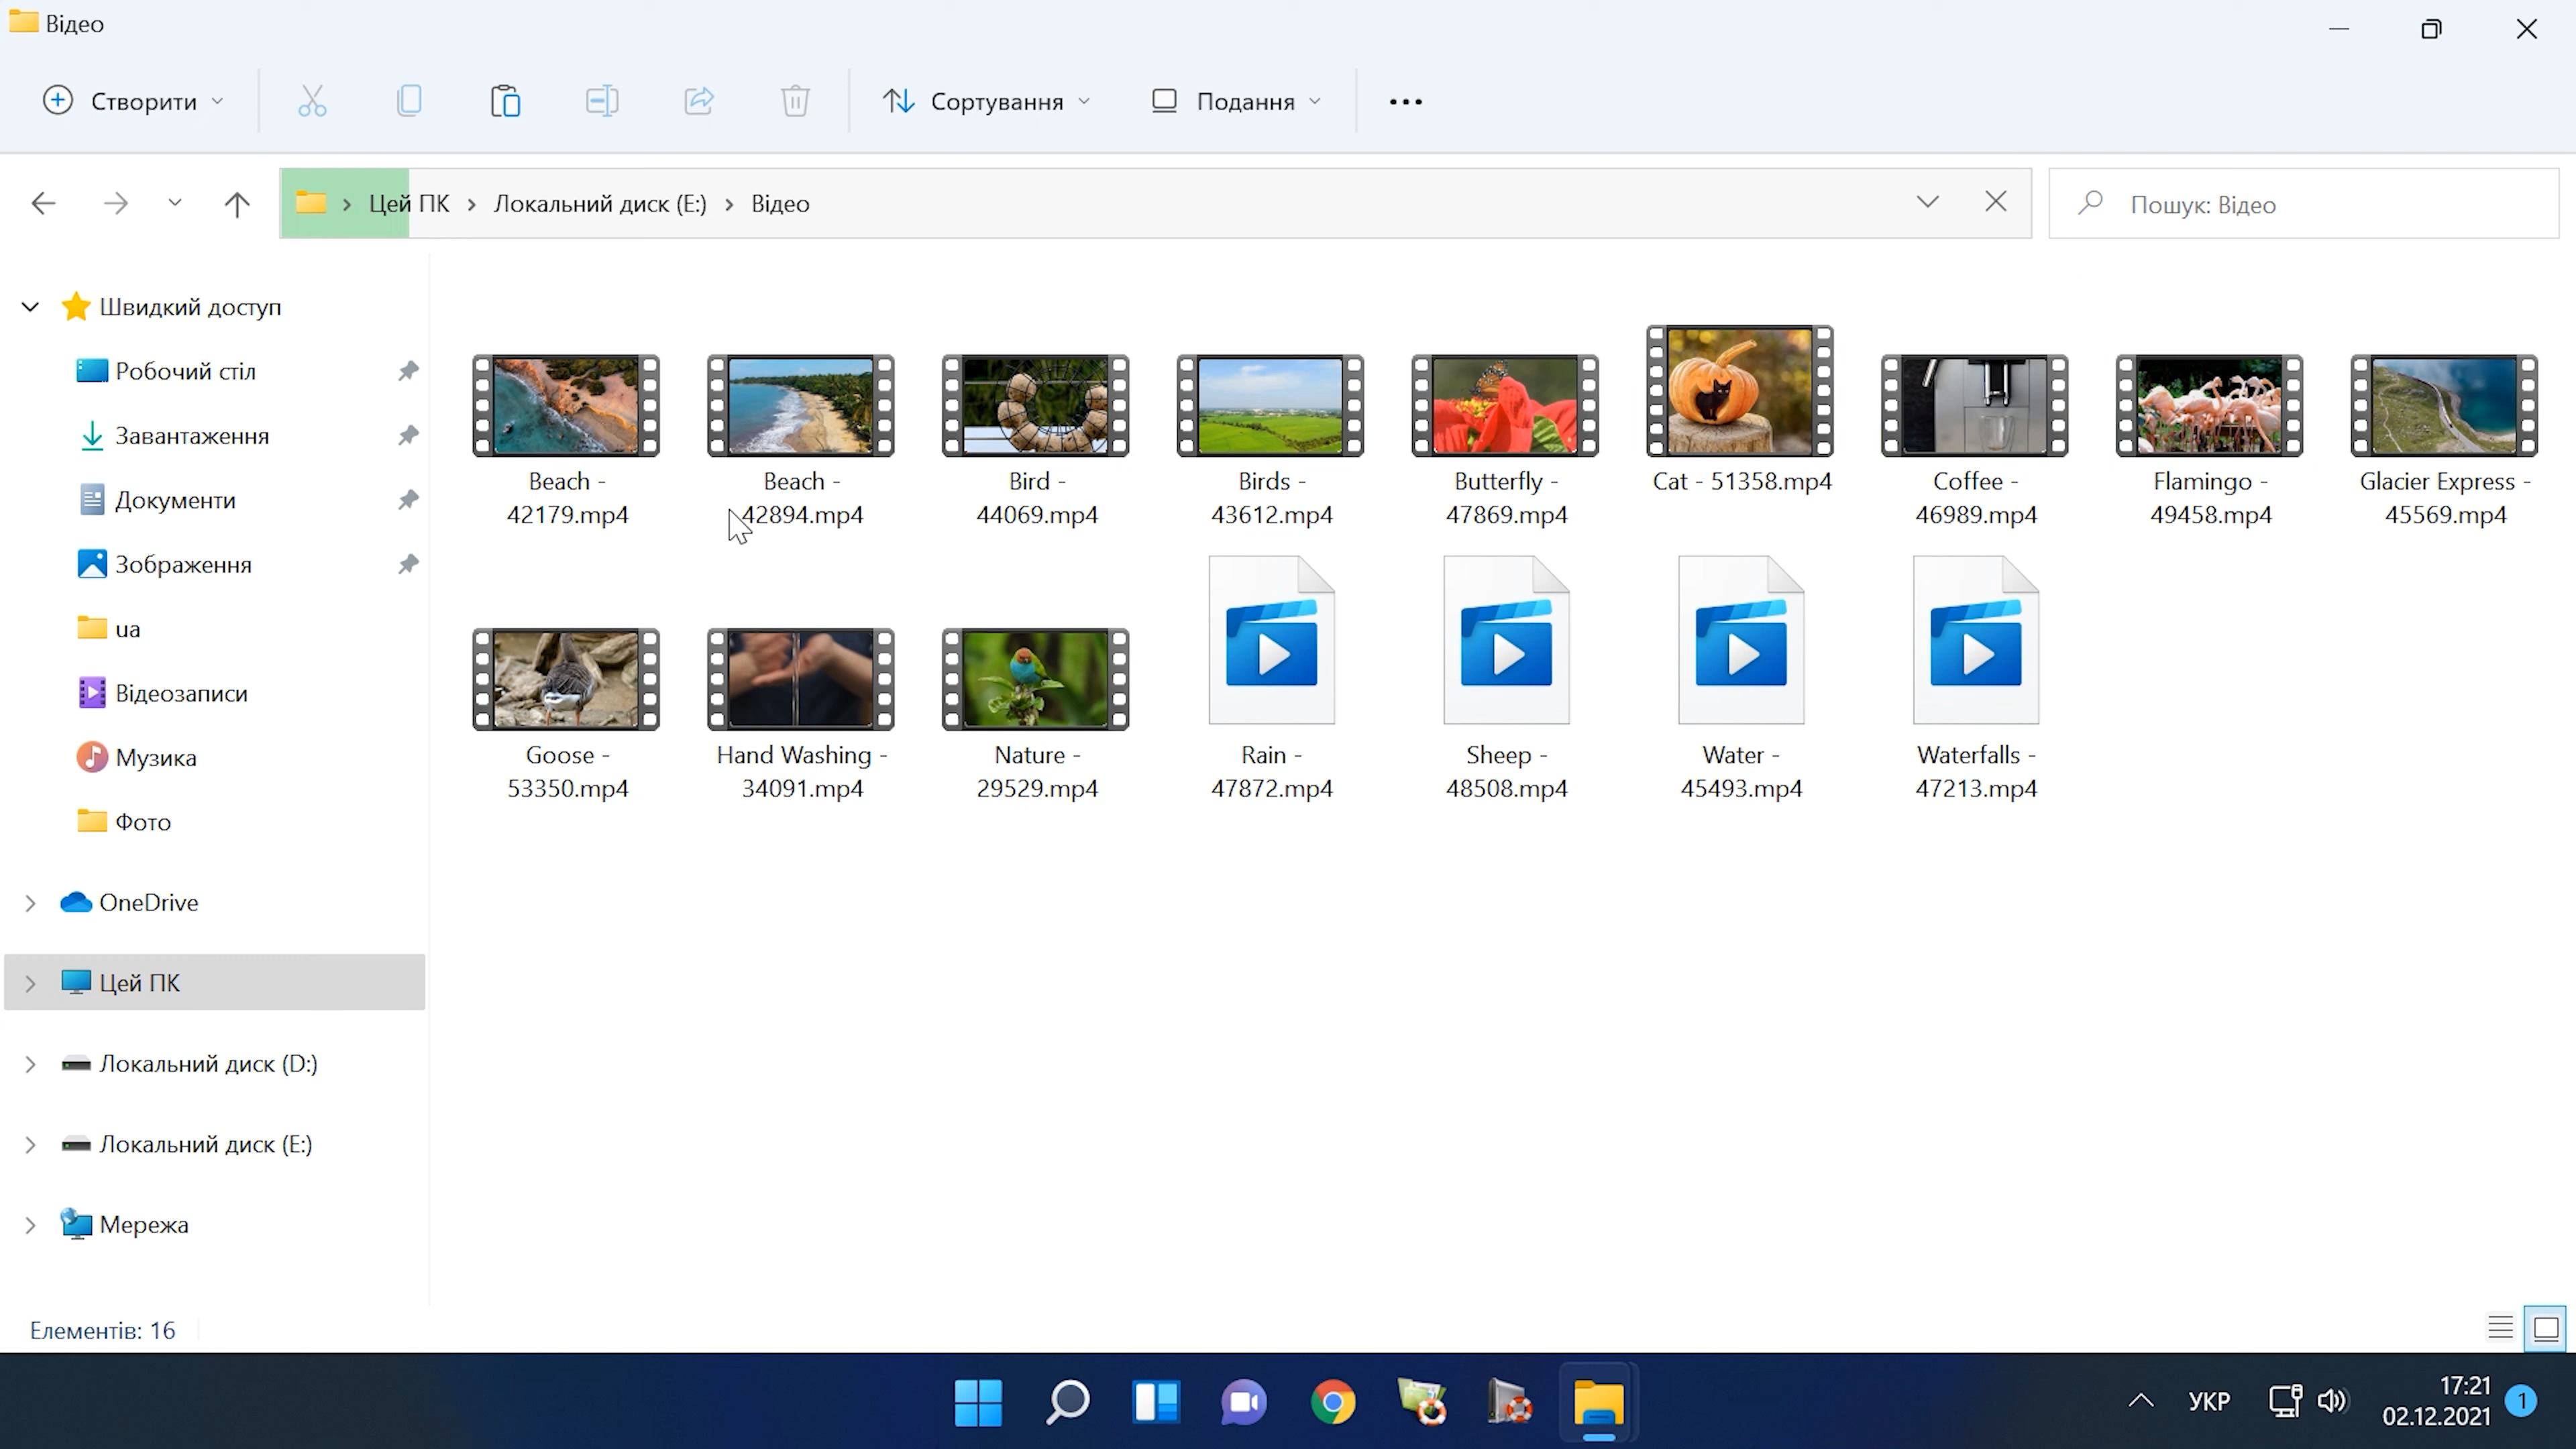 Відео
Створити
Сортування
Подання
Цей ПК
Локальний диск (E:)
Відео
Пошук: Відео
Швидкий доступ
Робочий стіл
Завантаження
Документи
Зображення
ua
Відеозаписи
Музика
Фото
OneDrive
Цей ПК
Локальний диск (D:)
Локальний диск (E:)
Мережа
Beach -
42179.mp4
Beach -
42894.mp4
Bird -
44069.mp4
Birds -
43612.mp4
Butterfly -
47869.mp4
Cat - 51358.mp4
Coffee -
46989.mp4
Flamingo -
49458.mp4
Glacier Express -
45569.mp4
Goose -
53350.mp4
Hand Washing -
34091.mp4
Nature -
29529.mp4
Rain -
47872.mp4
Sheep -
48508.mp4
Water -
45493.mp4
Waterfalls -
47213.mp4
Елементів: 16
УКР
17:21
02.12.2021
1